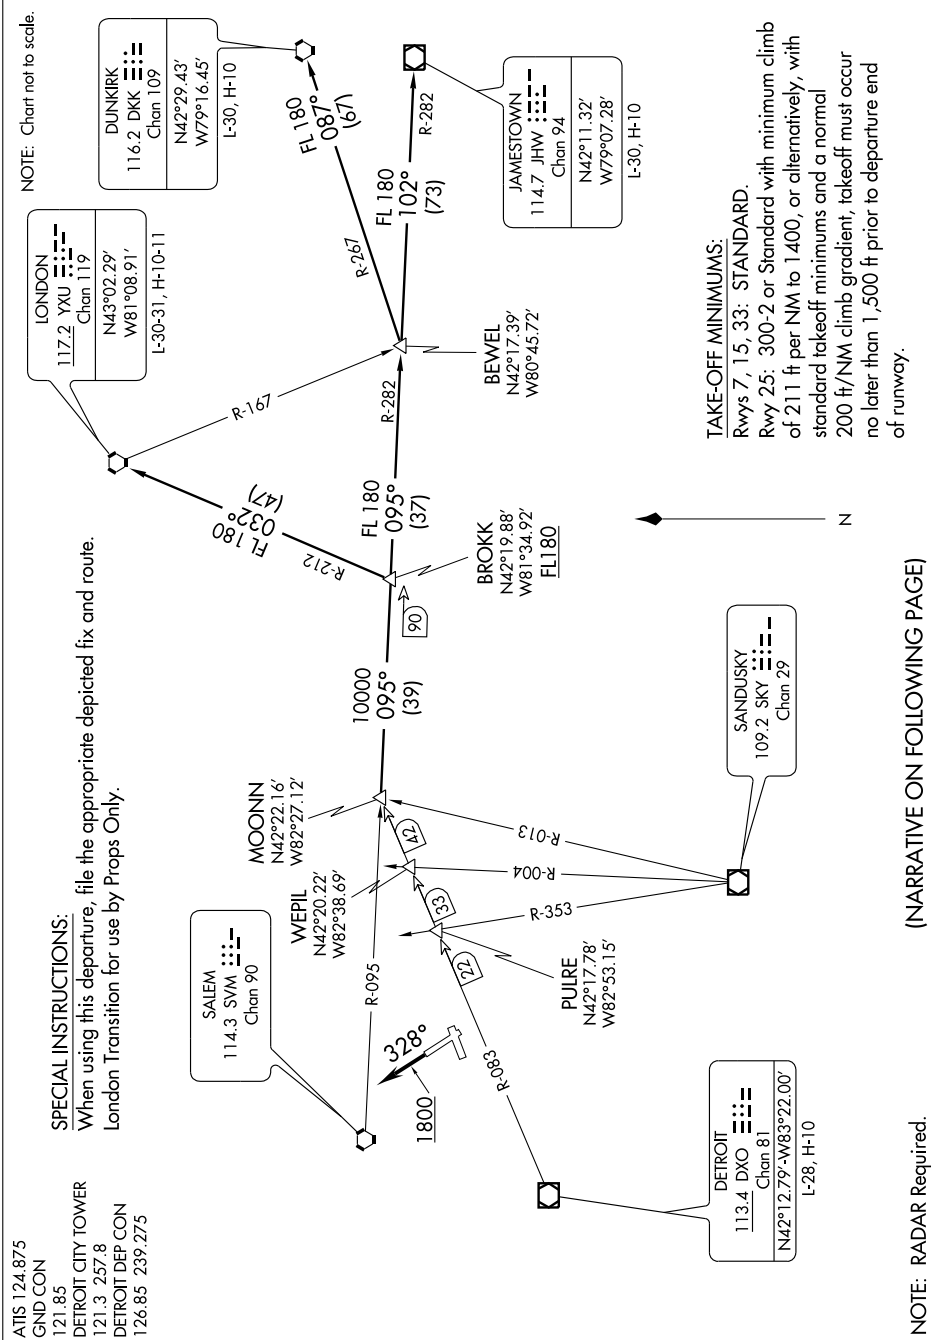 ATIS 124.875
GND CON
121.85
DETROIT CITY TOWER
121.3 257.8
DETROIT DEP CON
126.85 239.275
SPECIAL INSTRUCTIONS:
When using this departure, file the appropriate depicted fix and route.
London Transition for use by Props Only.
NOTE: Chart not to scale.
LONDON
117.2 YXU
Chan 119
N43°02.29′
W81°08.91′
L-30-31, H-10-11
DUNKIRK
116.2 DKK
Chan 109
N42°29.43′
W79°16.45′
L-30, H-10
SALEM
114.3 SVM
Chan 90
R-095
328°
1800
R-083
22
33
42
MOONN
N42°22.16′
W82°27.12′
WEPIL
N42°20.22′
W82°38.69′
PULRE
N42°17.78′
W82°53.15′
R-353
R-004
R-013
10000
095°
(39)
90
BROKK
N42°19.88′
W81°34.92′
FL180
R-212
FL 180
032°
(47)
R-167
FL 180
095°
(37)
R-282
BEWEL
N42°17.39′
W80°45.72′
R-267
FL 180
087°
(67)
FL 180
102°
(73)
R-282
JAMESTOWN
114.7 JHW
Chan 94
N42°11.32′
W79°07.28′
L-30, H-10
DETROIT
113.4 DXO
Chan 81
N42°12.79′-W83°22.00′
L-28, H-10
SANDUSKY
109.2 SKY
Chan 29
N
TAKE-OFF MINIMUMS:
Rwys 7, 15, 33: STANDARD.
Rwy 25: 300-2 or Standard with minimum climb
of 211 ft per NM to 1400, or alternatively, with
standard takeoff minimums and a normal
200 ft/NM climb gradient, takeoff must occur
no later than 1,500 ft prior to departure end
of runway.
NOTE: RADAR Required.
(NARRATIVE ON FOLLOWING PAGE)